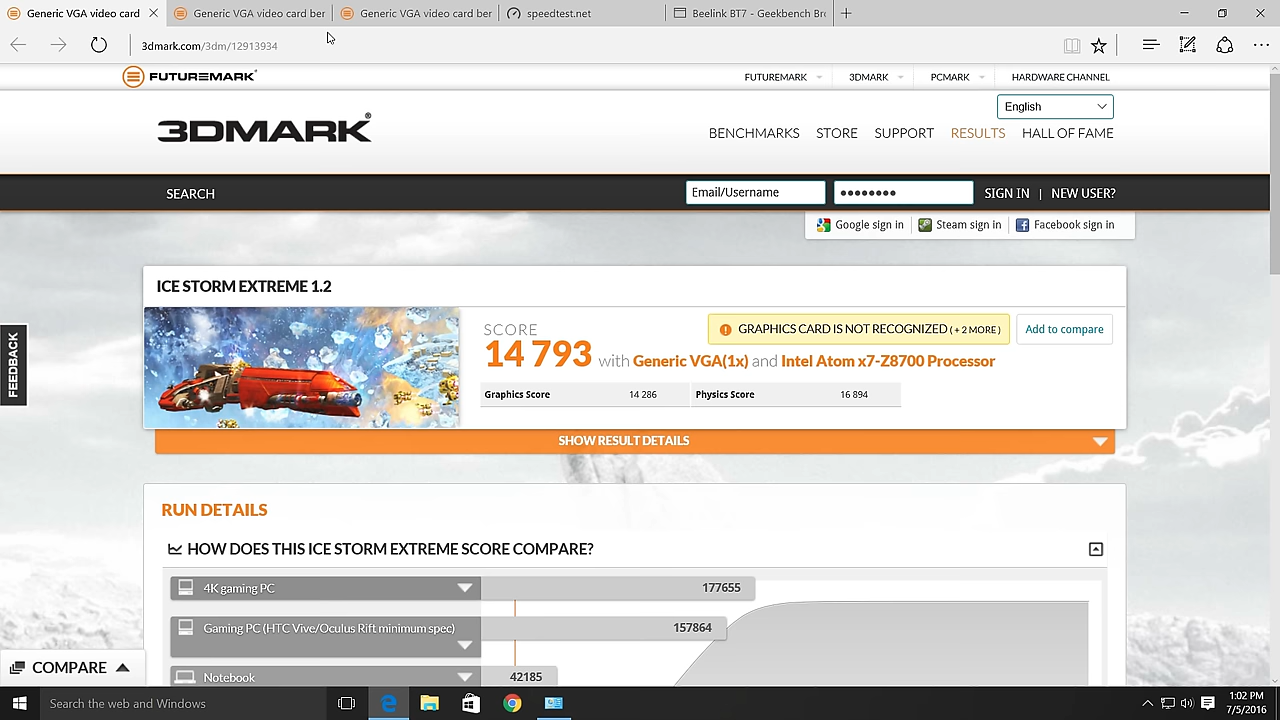 Generic VGA video card
Generic VGA video card ber
Generic VGA video card ber
speedtest.net
Beelink BT7 - Geekbench Br
3dmark.com/3dm/12913934
FUTUREMARK
FUTUREMARK
3DMARK
PCMARK
HARDWARE CHANNEL
English
3DMARK
BENCHMARKS
STORE
SUPPORT
RESULTS
HALL OF FAME
SEARCH
Email/Username
●●●●●●●●
SIGN IN | NEW USER?
Google sign in
Steam sign in
Facebook sign in
ICE STORM EXTREME 1.2
SCORE
GRAPHICS CARD IS NOT RECOGNIZED ( + 2 MORE )
Add to compare
14 793 with Generic VGA(1x) and Intel Atom x7-Z8700 Processor
Graphics Score 14 286
Physics Score 16 894
FEEDBACK
SHOW RESULT DETAILS
RUN DETAILS
HOW DOES THIS ICE STORM EXTREME SCORE COMPARE?
4K gaming PC 177655
Gaming PC (HTC Vive/Oculus Rift minimum spec) 157864
Notebook 42185
COMPARE
Search the web and Windows
1:02 PM
7/5/2016